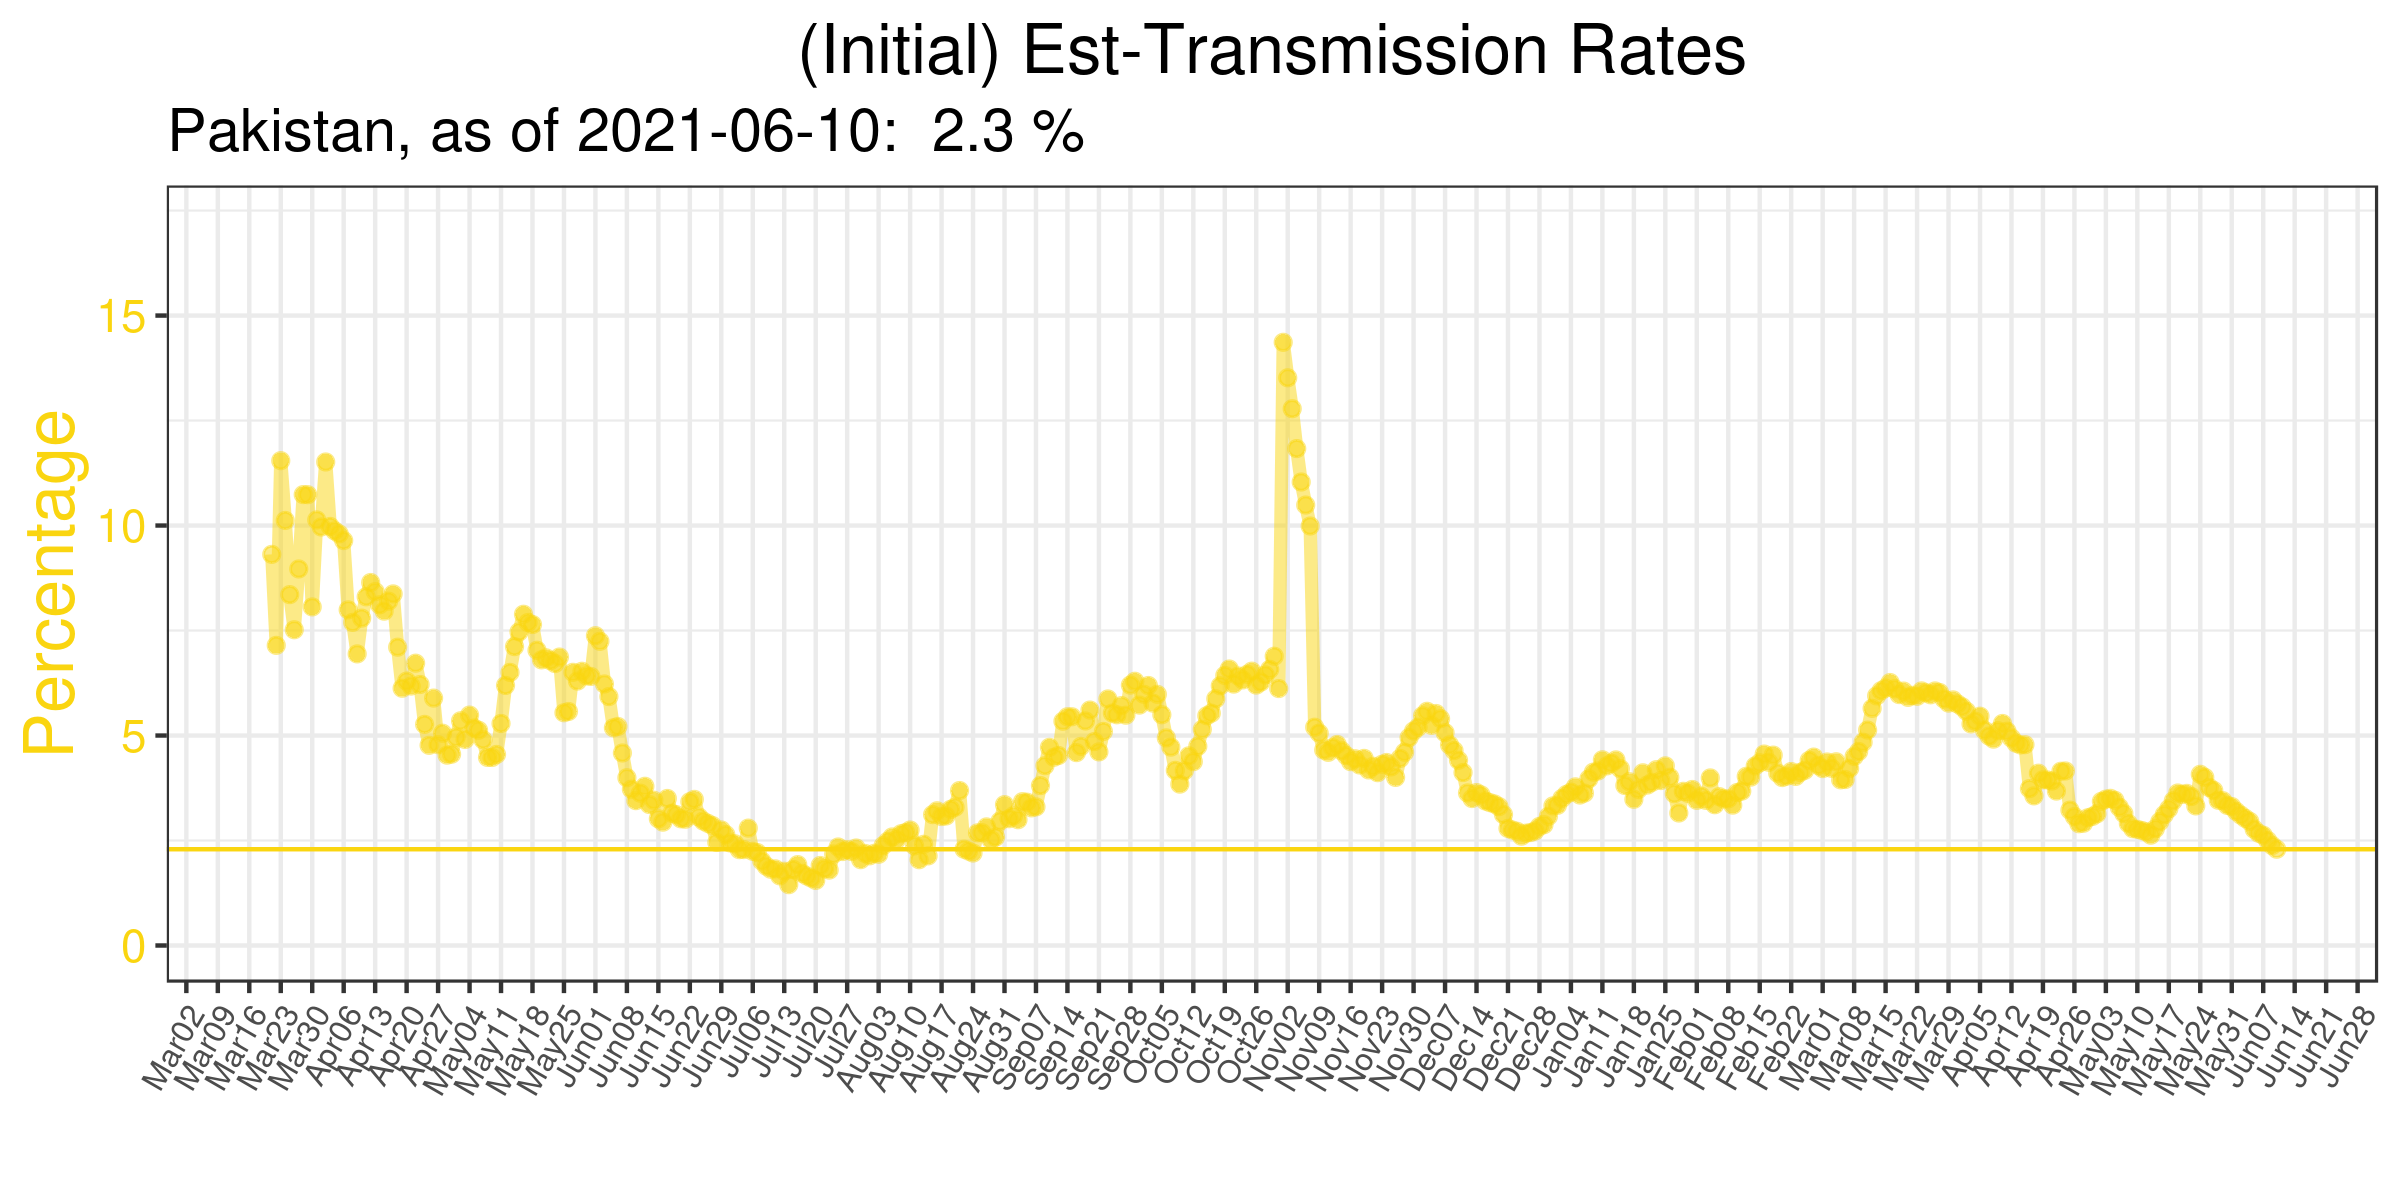 (Initial) Est-Transmission Rates
Pakistan, as of 2021-06-10:  2.3 %
Percentage
15
10
5
0
Mar02
Mar09
Mar16
Mar23
Mar30
Apr06
Apr13
Apr20
Apr27
May04
May11
May18
May25
Jun01
Jun08
Jun15
Jun22
Jun29
Jul06
Jul13
Jul20
Jul27
Aug03
Aug10
Aug17
Aug24
Aug31
Sep07
Sep14
Sep21
Sep28
Oct05
Oct12
Oct19
Oct26
Nov02
Nov09
Nov16
Nov23
Nov30
Dec07
Dec14
Dec21
Dec28
Jan04
Jan11
Jan18
Jan25
Feb01
Feb08
Feb15
Feb22
Mar01
Mar08
Mar15
Mar22
Mar29
Apr05
Apr12
Apr19
Apr26
May03
May10
May17
May24
May31
Jun07
Jun14
Jun21
Jun28